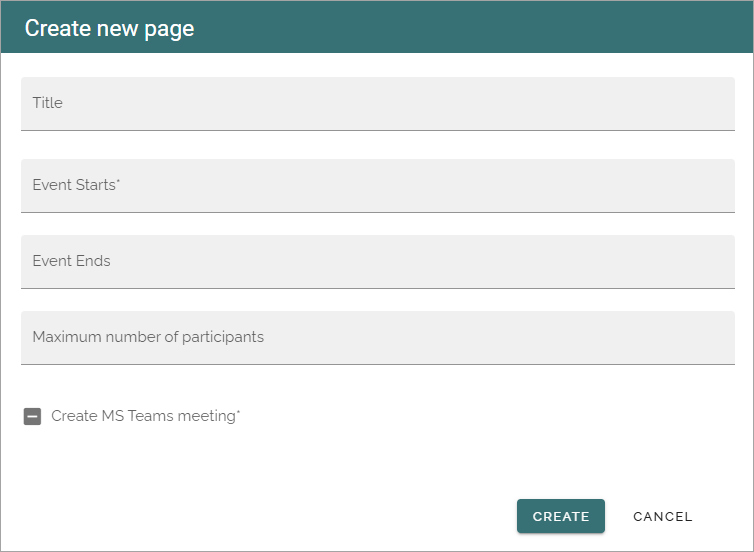 Create new page
Title
Event Starts*
Event Ends
Maximum number of participants
Create MS Teams meeting*
CREATE CANCEL